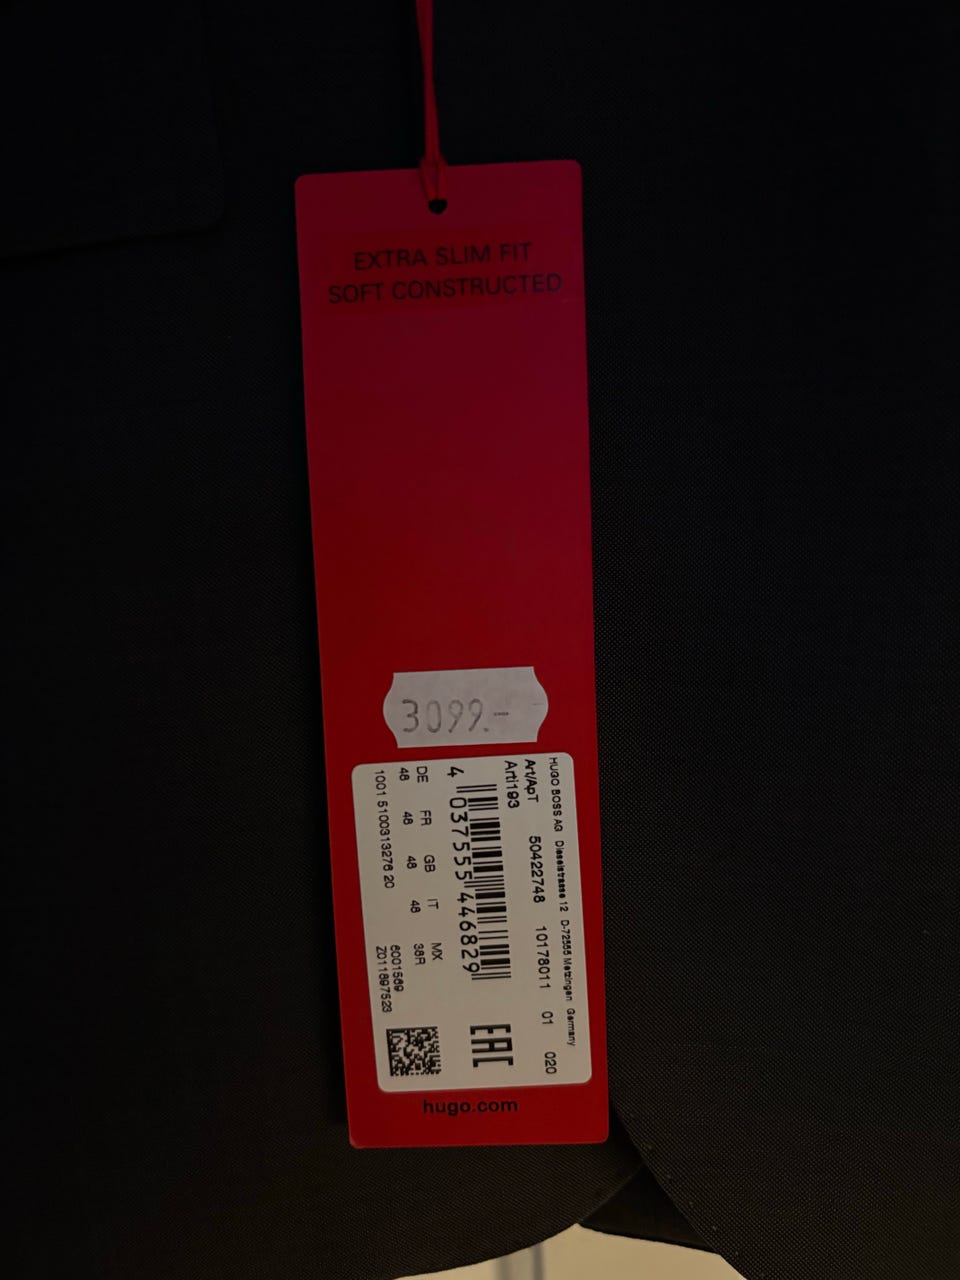 EXTRA SLIM FIT
SOFT CONSTRUCTED
3099.-
HUGO BOSS AG Dieselstrasse 12 D-72555 Metzingen Germany
Art/ApT 50422748 10178011 01 020
Arti193
4 037555 446829
EAC
DE FR GB IT MX
48 48 48 48 38R
6001569
1001 5100313276 20 Z011897523
hugo.com